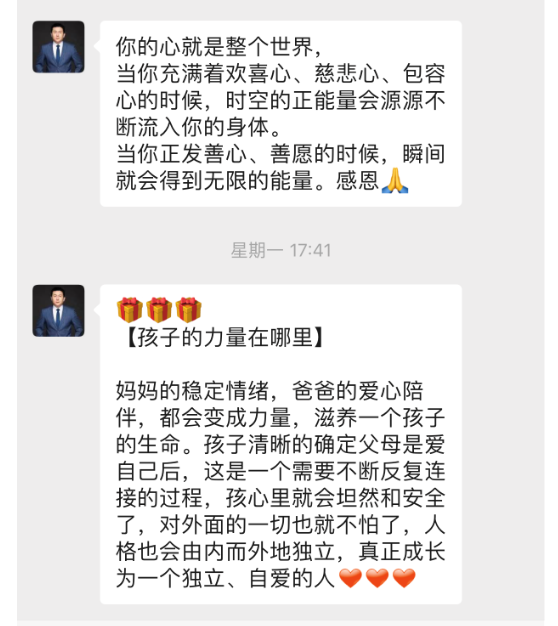 你的心就是整个世界，
当你充满着欢喜心、慈悲心、包容
心的时候，时空的正能量会源源不
断流入你的身体。
当你正发善心、善愿的时候，瞬间
就会得到无限的能量。感恩🙏
星期一 17:41
🎁🎁🎁
【孩子的力量在哪里】
妈妈的稳定情绪，爸爸的爱心陪
伴，都会变成力量，滋养一个孩子
的生命。孩子清晰的确定父母是爱
自己后，这是一个需要不断反复连
接的过程，孩心里就会坦然和安全
了，对外面的一切也就不怕了，人
格也会由内而外地独立，真正成长
为一个独立、自爱的人❤️❤️❤️